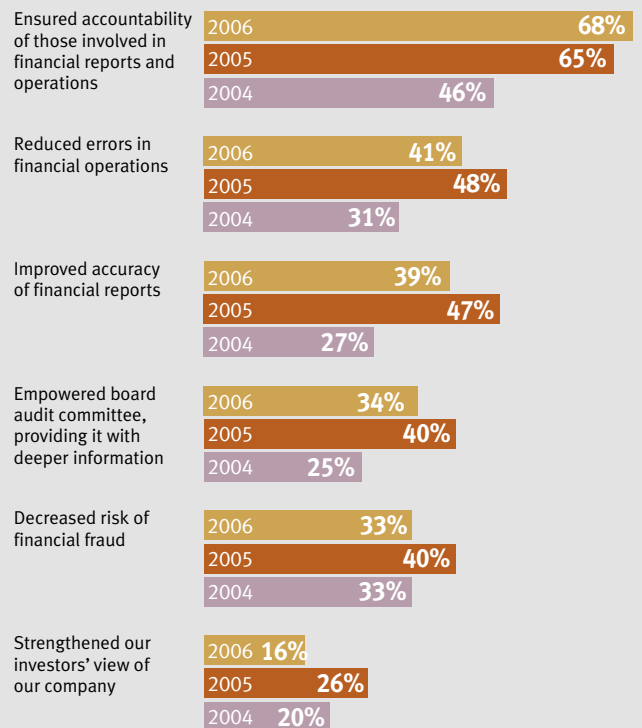 Ensured accountability
of those involved in
financial reports and
operations
2006 68%
2005 65%
2004 46%
Reduced errors in
financial operations
2006 41%
2005 48%
2004 31%
Improved accuracy
of financial reports
2006 39%
2005 47%
2004 27%
Empowered board
audit committee,
providing it with
deeper information
2006 34%
2005 40%
2004 25%
Decreased risk of
financial fraud
2006 33%
2005 40%
2004 33%
Strengthened our
investors’ view of
our company
2006 16%
2005 26%
2004 20%